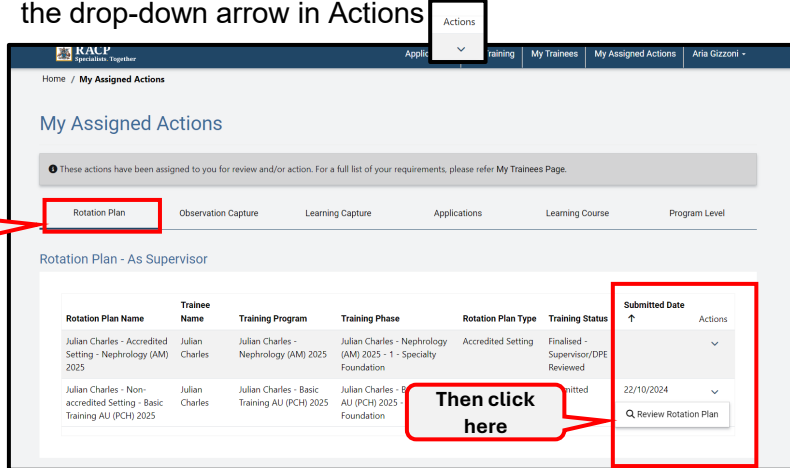 the drop-down arrow in Actions
Actions
RACP
Specialists. Together
My Trainees
My Assigned Actions
Aria Gizzoni
Home / My Assigned Actions
My Assigned Actions
These actions have been assigned to you for review and/or action. For a full list of your requirements, please refer My Trainees Page.
Rotation Plan
Observation Capture
Learning Capture
Applications
Learning Course
Program Level
Rotation Plan - As Supervisor
Rotation Plan Name
Trainee
Name
Training Program
Training Phase
Rotation Plan Type
Training Status
Submitted Date
↑
Actions
Julian Charles - Accredited
Setting - Nephrology (AM)
2025
Julian
Charles
Julian Charles -
Nephrology (AM) 2025
Julian Charles - Nephrology
(AM) 2025 - 1 - Specialty
Foundation
Accredited Setting
Finalised -
Supervisor/DPE
Reviewed
Julian Charles - Non-
accredited Setting - Basic
Training AU (PCH) 2025
Julian
Charles
Julian Charles - Basic
Training AU (PCH) 2025
Julian Charles - B
AU (PCH) 2025 -
Foundation
22/10/2024
Review Rotation Plan
Then click
here